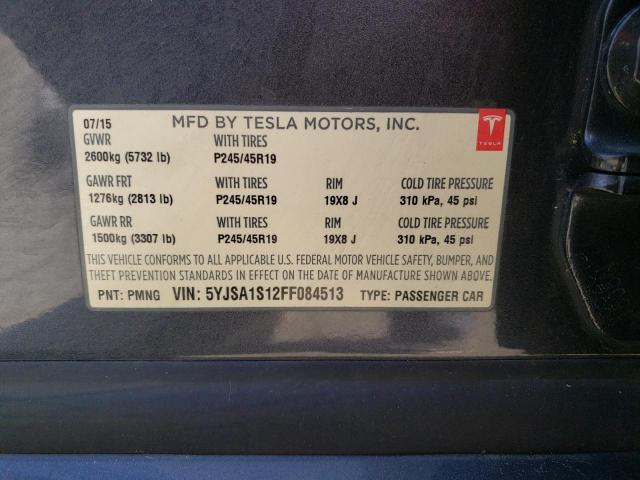 07/15 MFD BY TESLA MOTORS, INC.
TESLA
GVWR WITH TIRES
2600kg (5732 lb) P245/45R19
GAWR FRT WITH TIRES RIM COLD TIRE PRESSURE
1276kg (2813 lb) P245/45R19 19X8 J 310 kPa, 45 psi
GAWR RR WITH TIRES RIM COLD TIRE PRESSURE
1500kg (3307 lb) P245/45R19 19X8 J 310 kPa, 45 psi
THIS VEHICLE CONFORMS TO ALL APPLICABLE U.S. FEDERAL MOTOR VEHICLE SAFETY, BUMPER, AND
THEFT PREVENTION STANDARDS IN EFFECT ON THE DATE OF MANUFACTURE SHOWN ABOVE.
PNT: PMNG VIN: 5YJSA1S12FF084513 TYPE: PASSENGER CAR